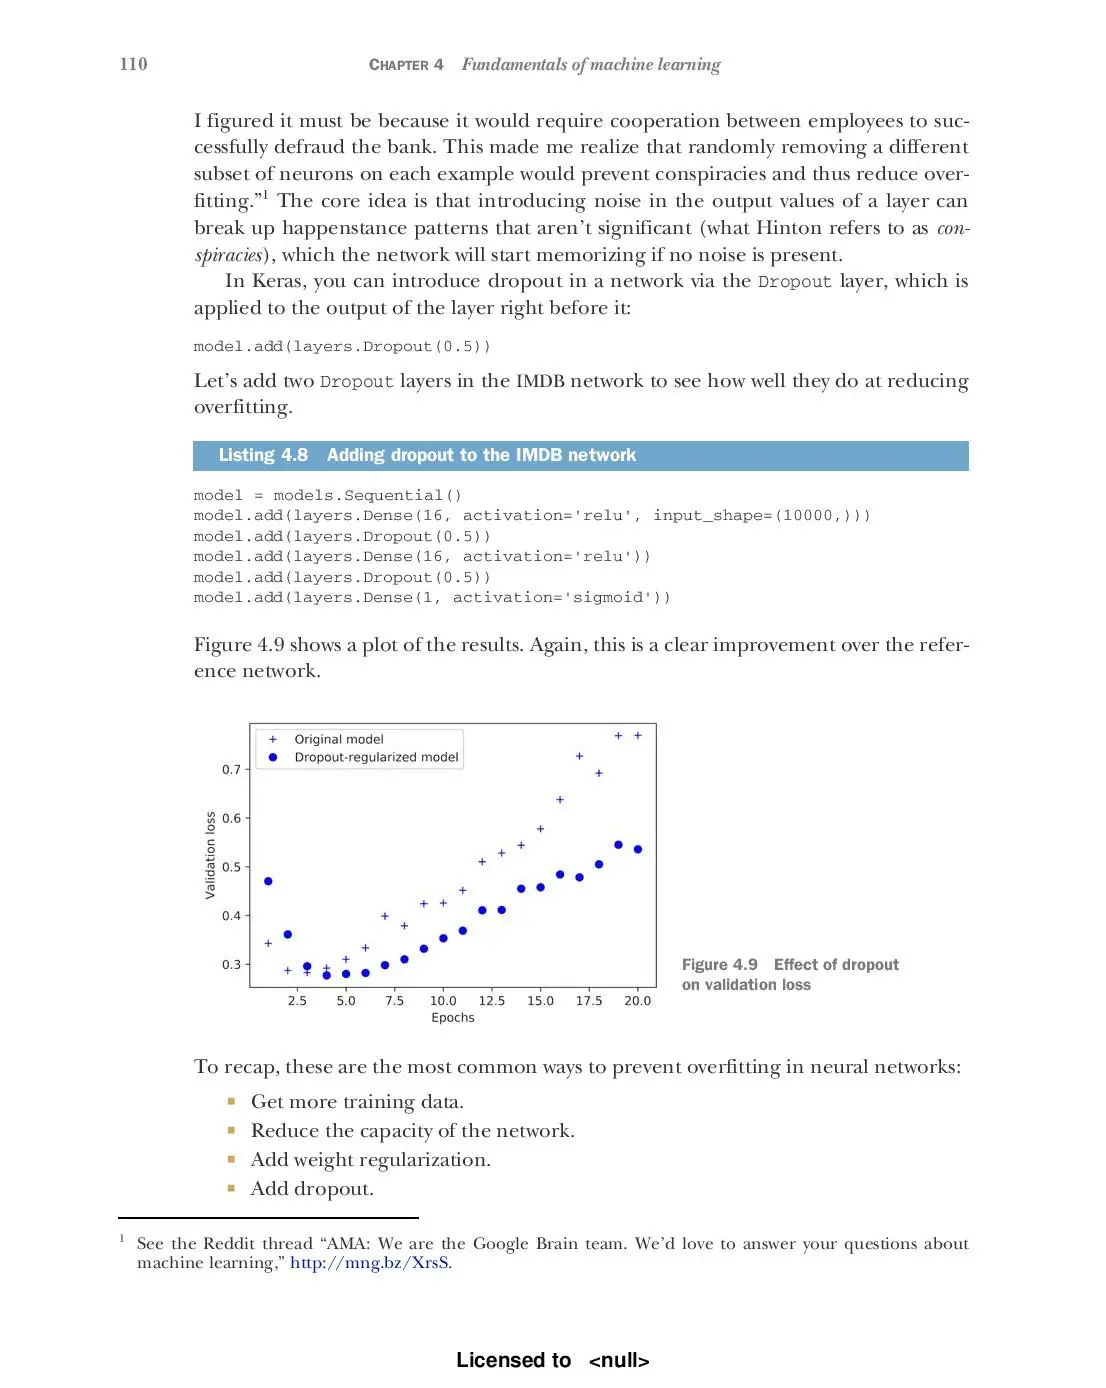 110 CHAPTER 4 Fundamentals of machine learning
I figured it must be because it would require cooperation between employees to suc-
cessfully defraud the bank. This made me realize that randomly removing a different
subset of neurons on each example would prevent conspiracies and thus reduce over-
fitting.”1 The core idea is that introducing noise in the output values of a layer can
break up happenstance patterns that aren’t significant (what Hinton refers to as con-
spiracies), which the network will start memorizing if no noise is present.
In Keras, you can introduce dropout in a network via the Dropout layer, which is
applied to the output of the layer right before it:
model.add(layers.Dropout(0.5))
Let’s add two Dropout layers in the IMDB network to see how well they do at reducing
overfitting.
Listing 4.8 Adding dropout to the IMDB network
model = models.Sequential()
model.add(layers.Dense(16, activation='relu', input_shape=(10000,)))
model.add(layers.Dropout(0.5))
model.add(layers.Dense(16, activation='relu'))
model.add(layers.Dropout(0.5))
model.add(layers.Dense(1, activation='sigmoid'))
Figure 4.9 shows a plot of the results. Again, this is a clear improvement over the refer-
ence network.
Original model
Dropout-regularized model
0.7
0.6
0.5
0.4
0.3
Validation loss
2.5 5.0 7.5 10.0 12.5 15.0 17.5 20.0
Epochs
Figure 4.9 Effect of dropout
on validation loss
To recap, these are the most common ways to prevent overfitting in neural networks:
■ Get more training data.
■ Reduce the capacity of the network.
■ Add weight regularization.
■ Add dropout.
1 See the Reddit thread “AMA: We are the Google Brain team. We’d love to answer your questions about
machine learning,” http://mng.bz/XrsS.
Licensed to <null>